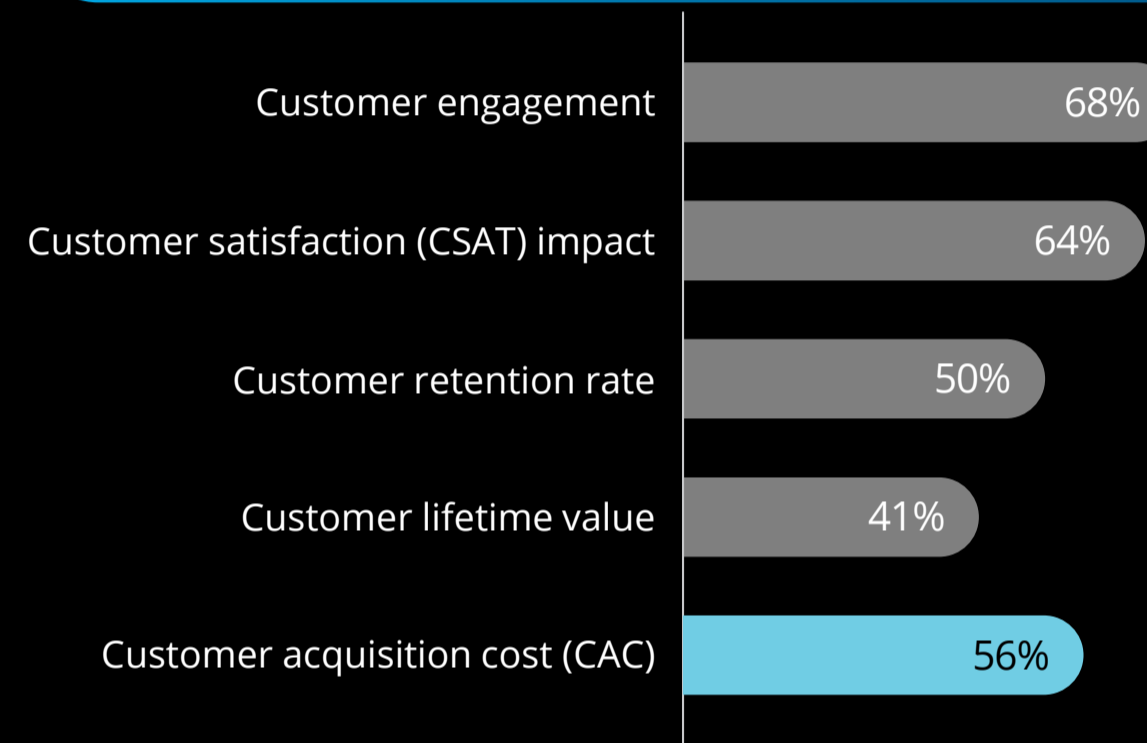 Customer engagement 68%
Customer satisfaction (CSAT) impact 64%
Customer retention rate 50%
Customer lifetime value 41%
Customer acquisition cost (CAC) 56%